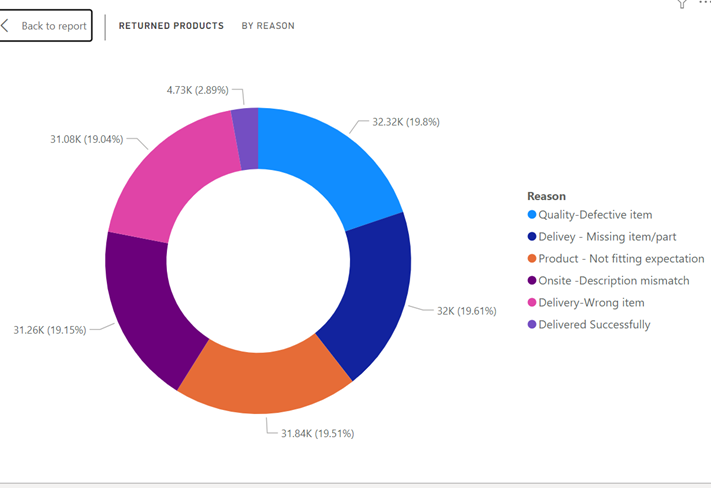 Back to report
RETURNED PRODUCTS BY REASON
4.73K (2.89%)
32.32K (19.8%)
31.08K (19.04%)
Reason
Quality-Defective item
Delivey - Missing item/part
Product - Not fitting expectation
Onsite -Description mismatch
Delivery-Wrong item
Delivered Successfully
32K (19.61%)
31.26K (19.15%)
31.84K (19.51%)